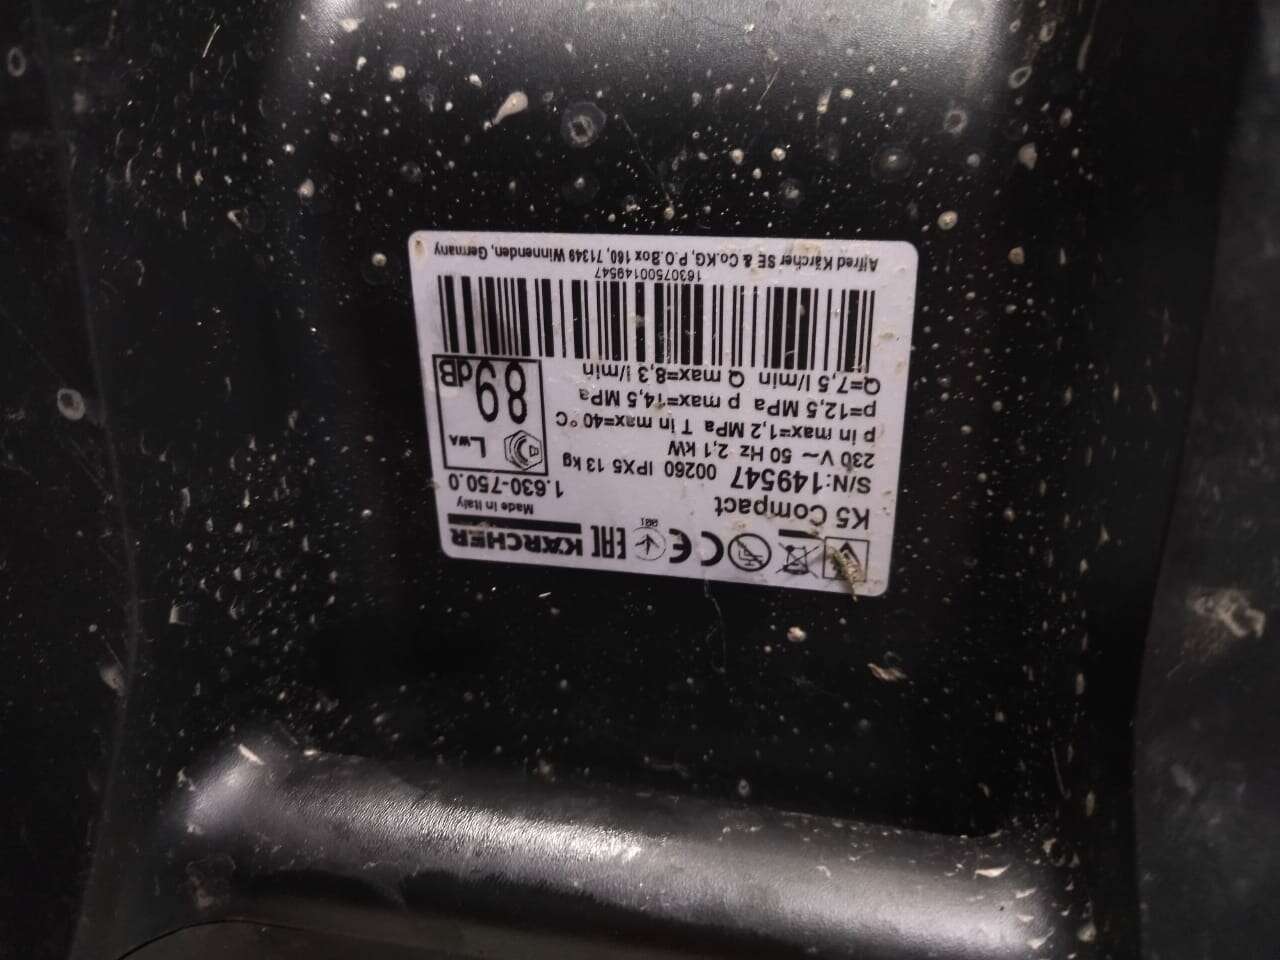 KÄRCHER
001
K5 Compact
Made in Italy
1.630-750.0
S/N:149547 00260 IPX5 13 kg
230 V~ 50 Hz 2,1 kW
p in max=1,2 MPa T in max=40°C
p=12,5 MPa p max=14,5 MPa
Q=7,5 l/min Q max=8,3 l/min
LWA
89 dB
16307500149547
Alfred Kärcher SE & Co.KG, P.O.Box 160, 71349 Winnenden, Germany